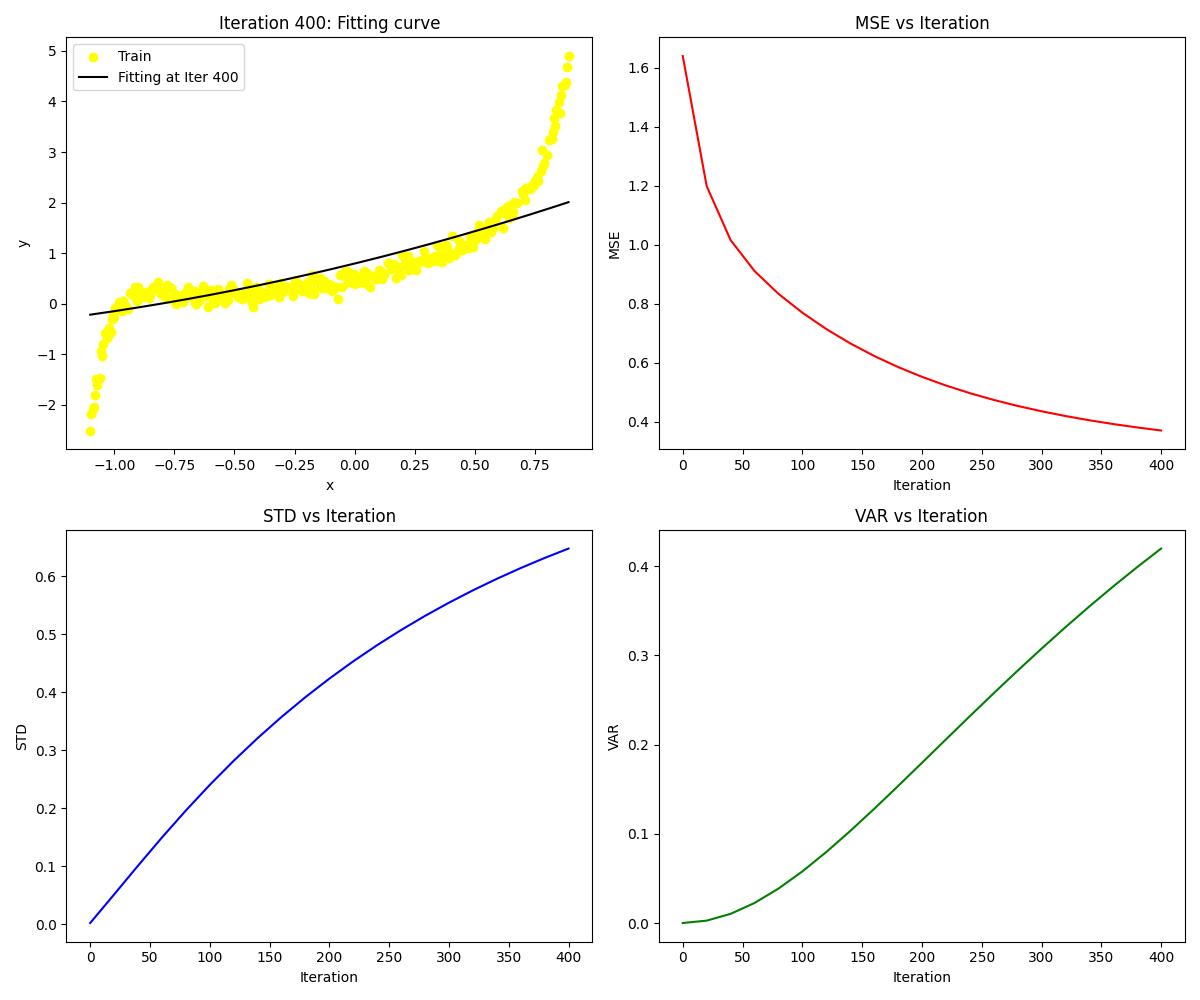 Iteration 400: Fitting curve
Train
Fitting at Iter 400
5
4
3
2
1
0
−1
−2
y
−1.00 −0.75 −0.50 −0.25 0.00 0.25 0.50 0.75
x
MSE vs Iteration
1.6
1.4
1.2
1.0
0.8
0.6
0.4
MSE
0 50 100 150 200 250 300 350 400
Iteration
STD vs Iteration
0.6
0.5
0.4
0.3
0.2
0.1
0.0
STD
0 50 100 150 200 250 300 350 400
Iteration
VAR vs Iteration
0.4
0.3
0.2
0.1
0.0
VAR
0 50 100 150 200 250 300 350 400
Iteration